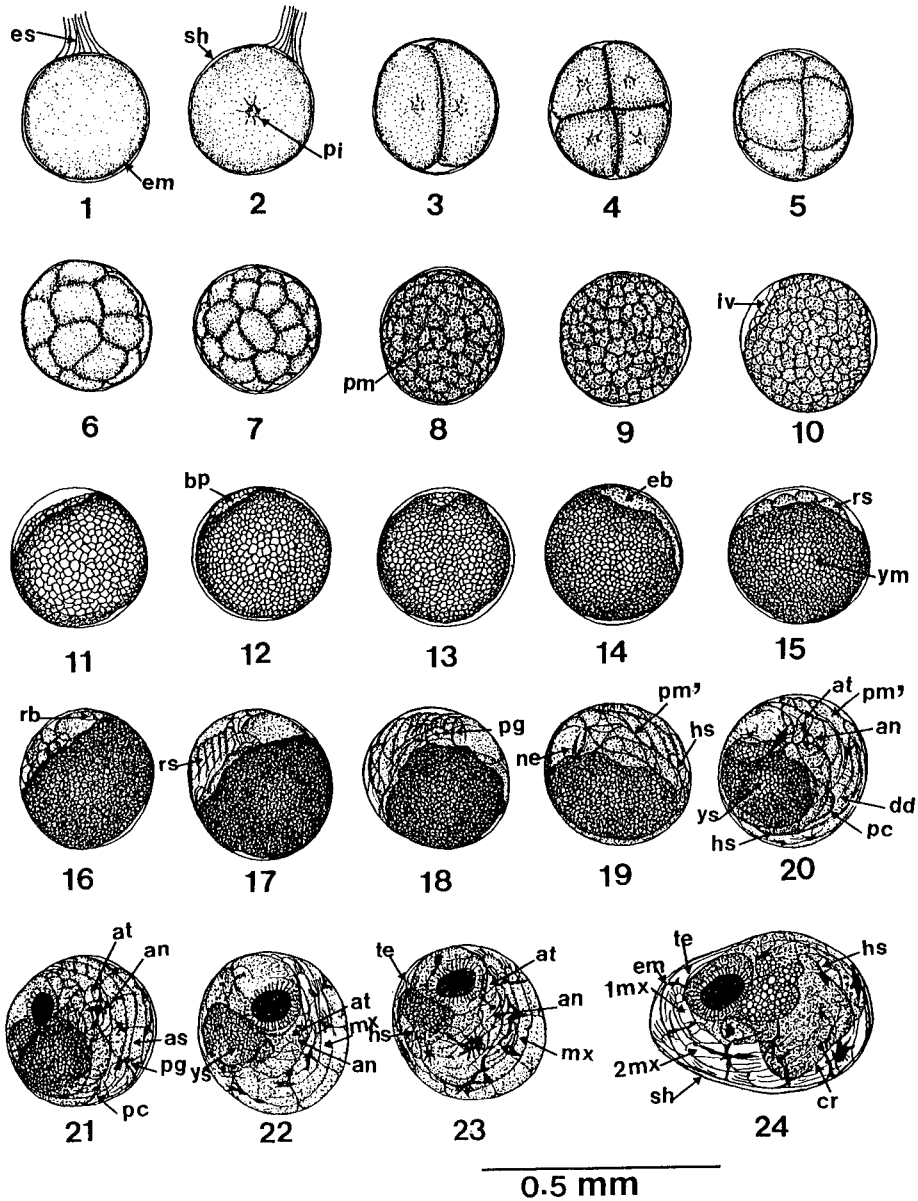 es
sh
pi
em
1
2
3
4
5
iv
pm
6
7
8
9
10
bp
eb
rs
ym
11
12
13
14
15
rb
rs
pg
pm'
ne
hs
at
pm'
an
ys
hs
dd
pc
16
17
18
19
20
at
an
as
pg
pc
at
mx
an
ys
te
at
an
hs
mx
te
em
1mx
hs
2mx
sh
cr
21
22
23
24
0.5 mm